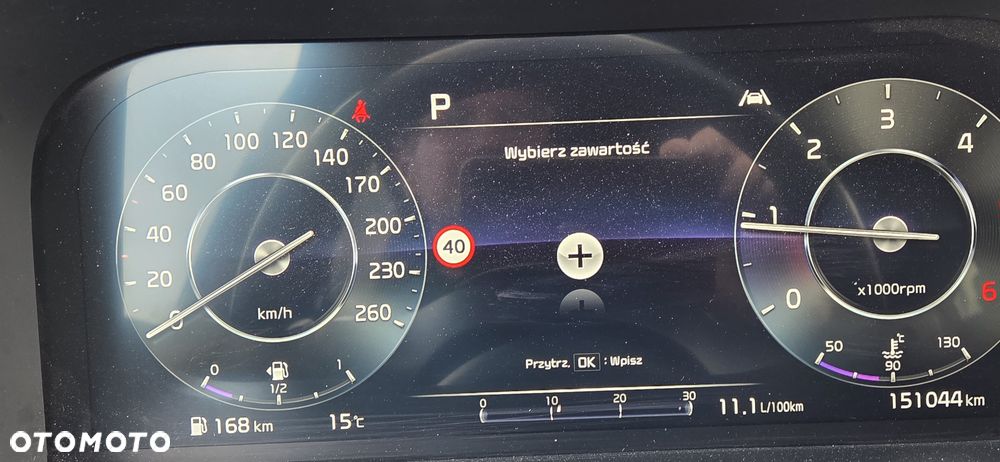 P
Wybierz zawartość
0 20 40 60 80 100 120 140 170 200 230 260
km/h
40
+
0 1 2 3 4 6
x1000rpm
Przytrz. OK : Wpisz
0 1/2 1
50 90 130
°C
0 10 20 30
168 km
15°C
11.1 L/100km
151044 km
OTOMOTO